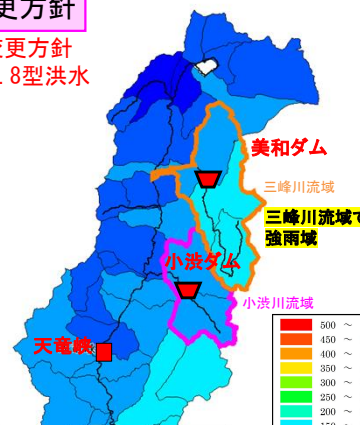 更方針
変更方針
8型洪水
美和ダム
三峰川流域
三峰川流域で
強雨域
小渋ダム
小渋川流域
天竜峡
500 ～
450 ～
400 ～
350 ～
300 ～
250 ～
200 ～
150 ～